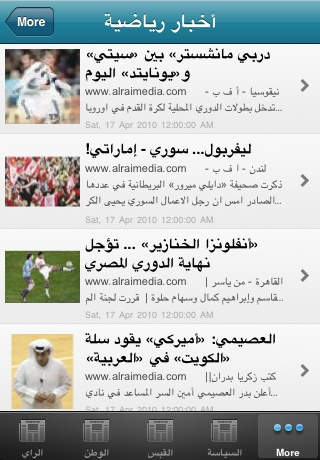 More
أخبار رياضية
دربي مانشستر» بين «سيتي»
و«يونايتد» اليوم
www.alraimedia.com نيقوسيا - أ ف ب -
تدخل بطولات الدوري المحلية لكرة القدم في اوروبا...
Sat, 17 Apr 2010 12:00:00 AM
ليفربول... سوري - إماراتي!
www.alraimedia.com لندن - أ ف ب -
ذكرت صحيفة «دايلي ميرور» البريطانية في عددها
الصادر امس ان رجل الاعمال السوري يحيى الكر...
Sat, 17 Apr 2010 12:00:00 AM
«أنفلونزا الخنازير» ... تؤجل
نهاية الدوري المصري
www.alraimedia.com القاهرة - من ياسر |
قاسم وإبراهيم كمال وسهام حلوة | قررت لجنة الم...
Sat, 17 Apr 2010 12:00:00 AM
العصيمي: «أميركي» يقود سلة
«الكويت» في «العربية»
www.alraimedia.com كتب زكريا بدران||
أعلن بدر العصيمي أمين السر المساعد في نادي...
Sat, 17 Apr 2010 12:00:00 AM
الراي
الوطن
القبس
السياسة
More